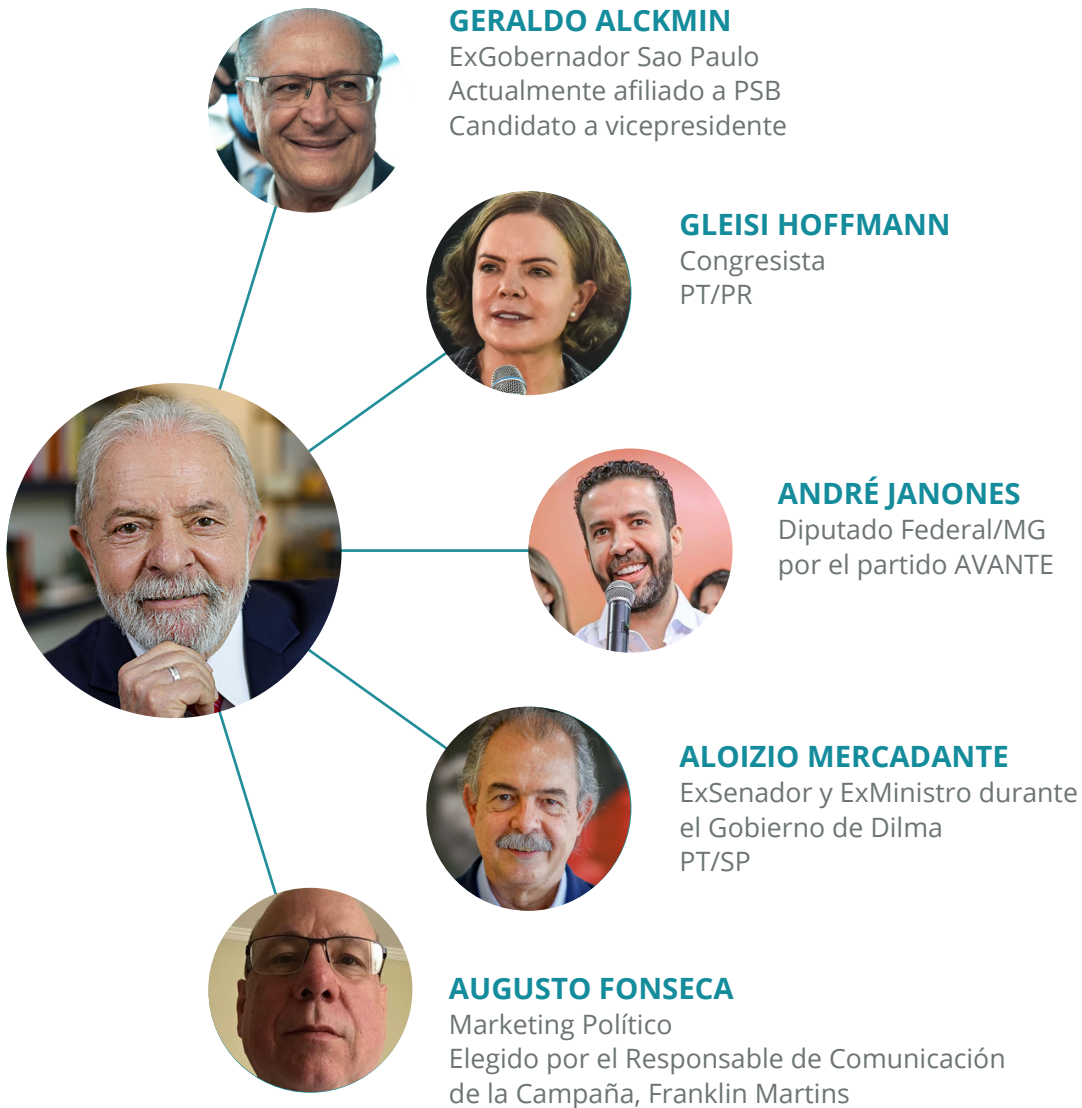 GERALDO ALCKMIN
ExGobernador Sao Paulo
Actualmente afiliado a PSB
Candidato a vicepresidente
GLEISI HOFFMANN
Congresista
PT/PR
ANDRÉ JANONES
Diputado Federal/MG
por el partido AVANTE
ALOIZIO MERCADANTE
ExSenador y ExMinistro durante
el Gobierno de Dilma
PT/SP
AUGUSTO FONSECA
Marketing Político
Elegido por el Responsable de Comunicación
de la Campaña, Franklin Martins